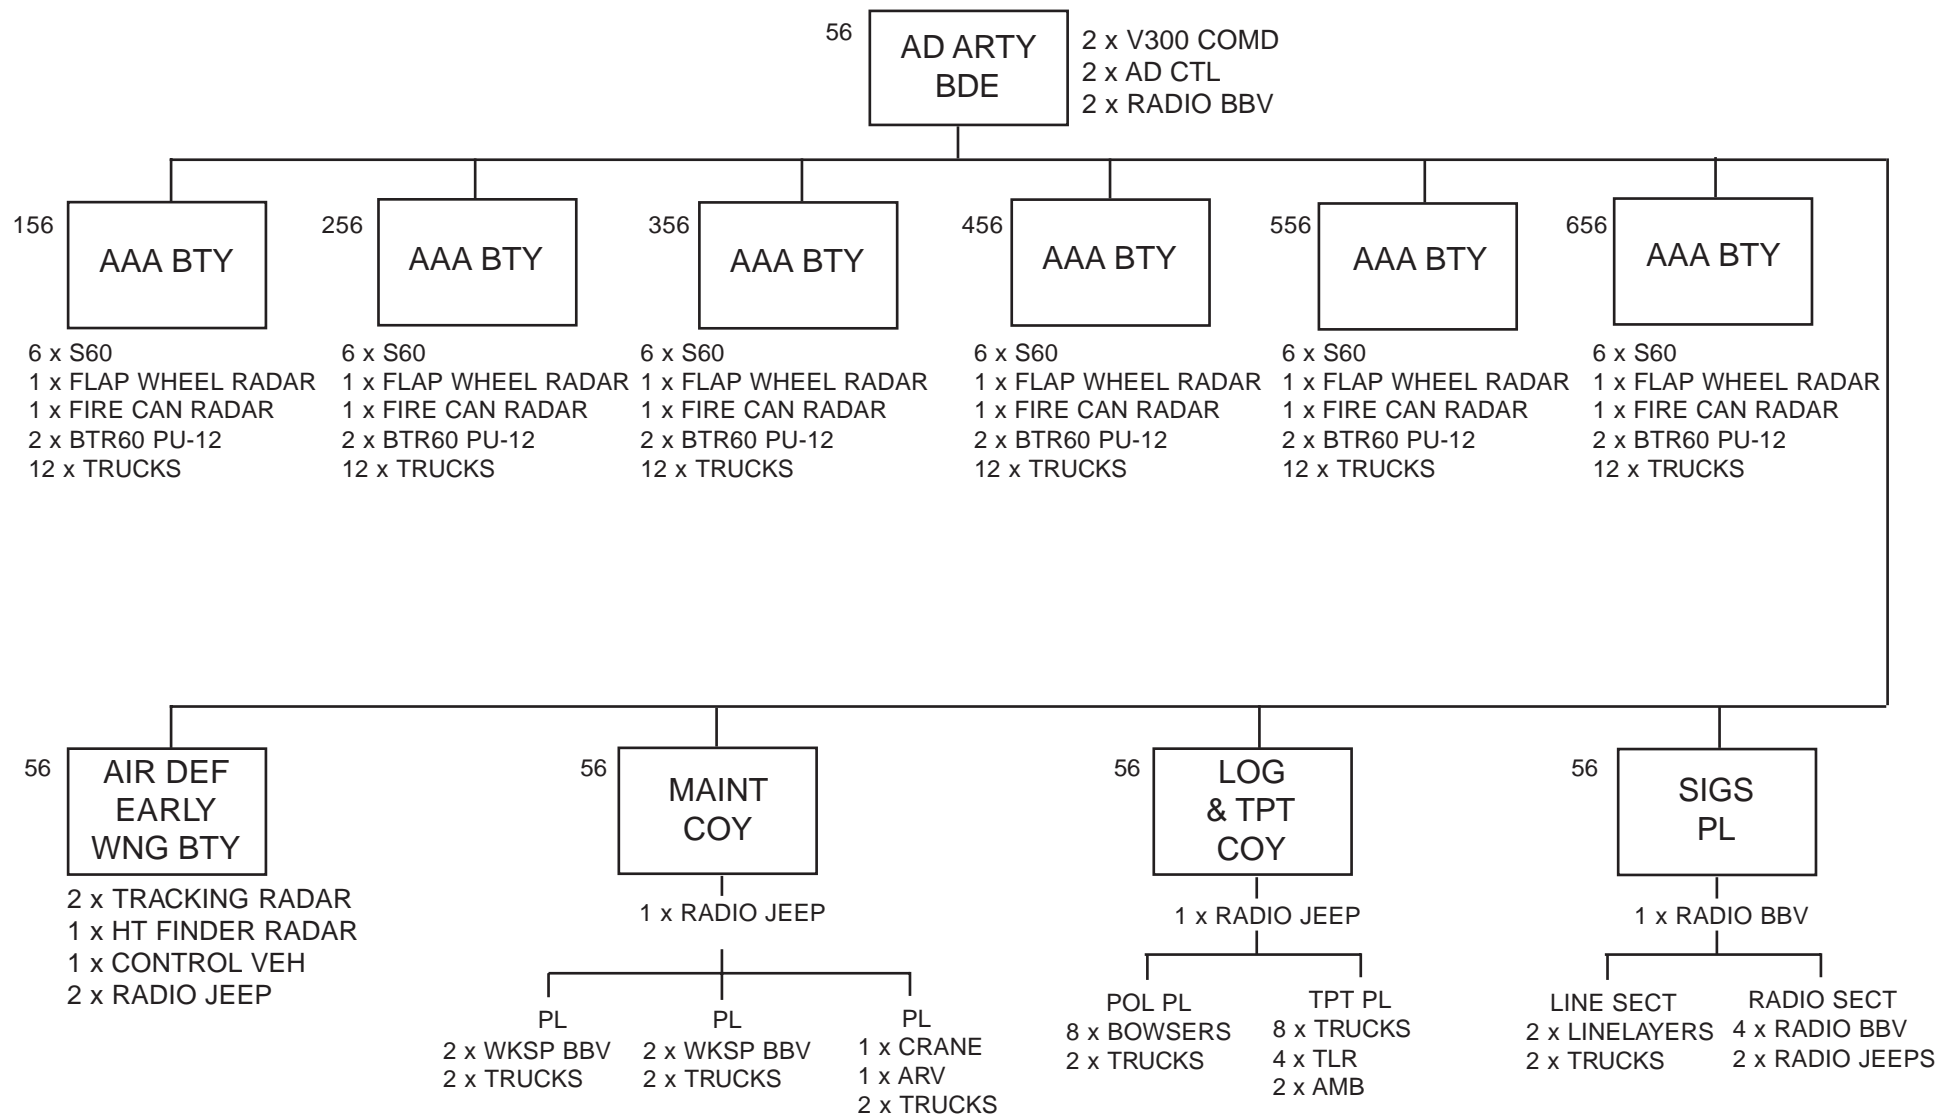 56
AD ARTY
BDE
2 x V300 COMD
2 x AD CTL
2 x RADIO BBV
156
AAA BTY
6 x S60
1 x FLAP WHEEL RADAR
1 x FIRE CAN RADAR
2 x BTR60 PU-12
12 x TRUCKS
256
AAA BTY
6 x S60
1 x FLAP WHEEL RADAR
1 x FIRE CAN RADAR
2 x BTR60 PU-12
12 x TRUCKS
356
AAA BTY
6 x S60
1 x FLAP WHEEL RADAR
1 x FIRE CAN RADAR
2 x BTR60 PU-12
12 x TRUCKS
456
AAA BTY
6 x S60
1 x FLAP WHEEL RADAR
1 x FIRE CAN RADAR
2 x BTR60 PU-12
12 x TRUCKS
556
AAA BTY
6 x S60
1 x FLAP WHEEL RADAR
1 x FIRE CAN RADAR
2 x BTR60 PU-12
12 x TRUCKS
656
AAA BTY
6 x S60
1 x FLAP WHEEL RADAR
1 x FIRE CAN RADAR
2 x BTR60 PU-12
12 x TRUCKS
56
AIR DEF
EARLY
WNG BTY
2 x TRACKING RADAR
1 x HT FINDER RADAR
1 x CONTROL VEH
2 x RADIO JEEP
56
MAINT
COY
1 x RADIO JEEP
PL
2 x WKSP BBV
2 x TRUCKS
PL
2 x WKSP BBV
2 x TRUCKS
PL
1 x CRANE
1 x ARV
2 x TRUCKS
56
LOG
& TPT
COY
1 x RADIO JEEP
POL PL
8 x BOWSERS
2 x TRUCKS
TPT PL
8 x TRUCKS
4 x TLR
2 x AMB
56
SIGS
PL
1 x RADIO BBV
LINE SECT
2 x LINELAYERS
2 x TRUCKS
RADIO SECT
4 x RADIO BBV
2 x RADIO JEEPS